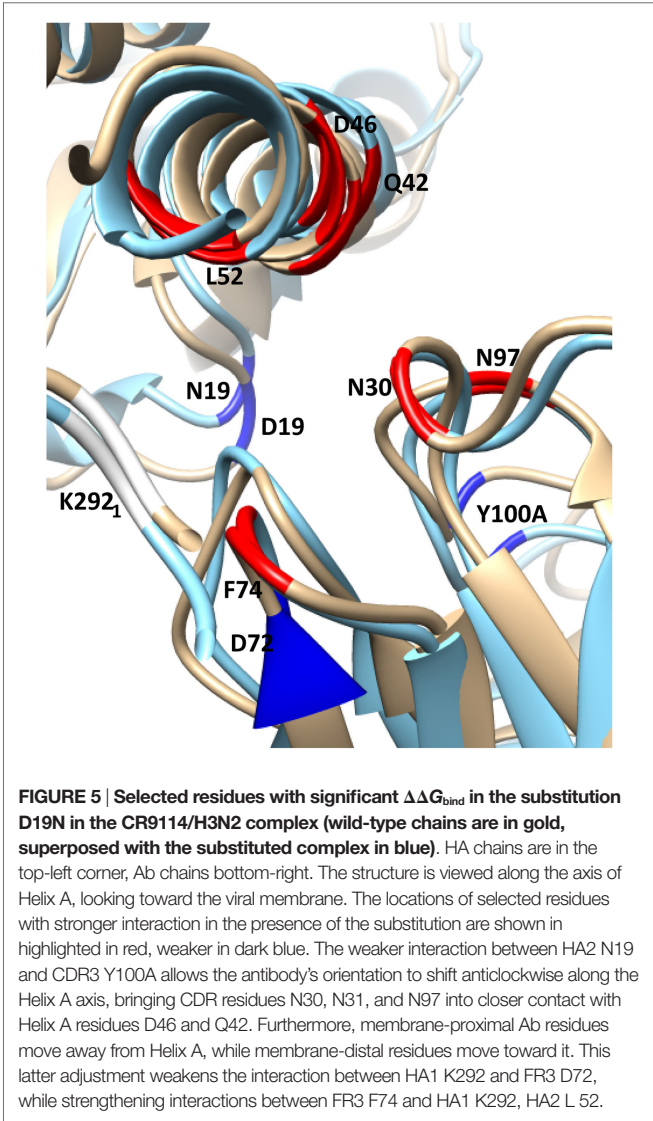 D46
Q42
L52
N97
N19
N30
D19
K292₁
Y100A
F74
D72
FIGURE 5 | Selected residues with significant ΔΔG_bind in the substitution
D19N in the CR9114/H3N2 complex (wild-type chains are in gold,
superposed with the substituted complex in blue). HA chains are in the
top-left corner, Ab chains bottom-right. The structure is viewed along the axis of
Helix A, looking toward the viral membrane. The locations of selected residues
with stronger interaction in the presence of the substitution are shown in
highlighted in red, weaker in dark blue. The weaker interaction between HA2 N19
and CDR3 Y100A allows the antibody's orientation to shift anticlockwise along the
Helix A axis, bringing CDR residues N30, N31, and N97 into closer contact with
Helix A residues D46 and Q42. Furthermore, membrane-proximal Ab residues
move away from Helix A, while membrane-distal residues move toward it. This
latter adjustment weakens the interaction between HA1 K292 and FR3 D72,
while strengthening interactions between FR3 F74 and HA1 K292, HA2 L 52.